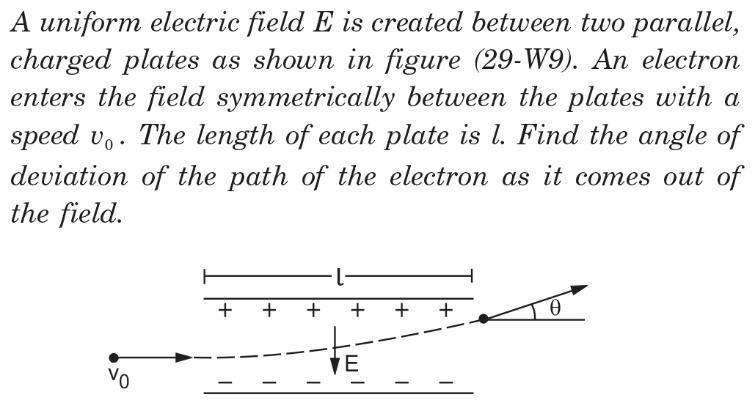 A uniform electric field E is created between two parallel,
charged plates as shown in figure (29-W9). An electron
enters the field symmetrically between the plates with a
speed v₀. The length of each plate is l. Find the angle of
deviation of the path of the electron as it comes out of
the field.
l
+ + + + + +
θ
E
v₀
− − − − − −